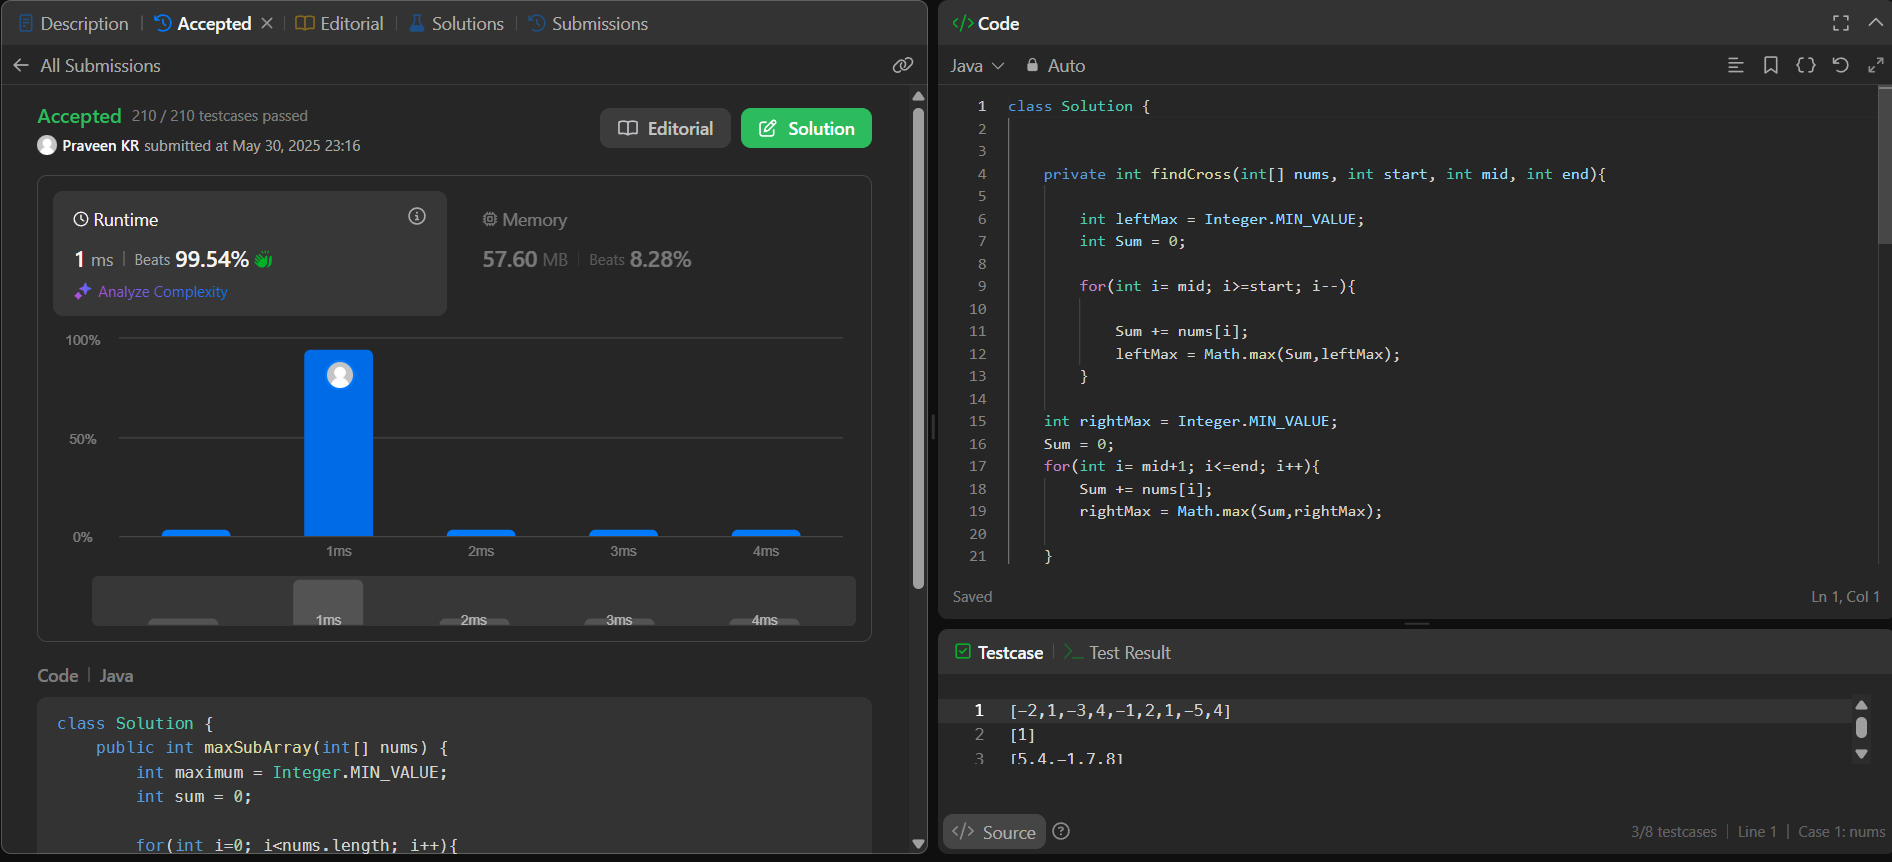 Description | Accepted × | Editorial | Solutions | Submissions
← All Submissions
Accepted 210 / 210 testcases passed
Praveen KR submitted at May 30, 2025 23:16
Editorial
Solution
Runtime
1 ms | Beats 99.54%
Analyze Complexity
Memory
57.60 MB | Beats 8.28%
100%
50%
0%
1ms 2ms 3ms 4ms
1ms 2ms 3ms 4ms
Code | Java
class Solution {
    public int maxSubArray(int[] nums) {
        int maximum = Integer.MIN_VALUE;
        int sum = 0;
        for(int i=0; i<nums.length; i++){
</> Code
Java Auto
1 class Solution {
2
3
4     private int findCross(int[] nums, int start, int mid, int end){
5
6         int leftMax = Integer.MIN_VALUE;
7         int Sum = 0;
8
9         for(int i= mid; i>=start; i--){
10
11             Sum += nums[i];
12             leftMax = Math.max(Sum,leftMax);
13         }
14
15     int rightMax = Integer.MIN_VALUE;
16     Sum = 0;
17     for(int i= mid+1; i<=end; i++){
18         Sum += nums[i];
19         rightMax = Math.max(Sum,rightMax);
20
21     }
Saved
Ln 1, Col 1
Testcase | >_ Test Result
1 [-2,1,-3,4,-1,2,1,-5,4]
2 [1]
3 [5,4,-1,7,8]
</> Source
3/8 testcases | Line 1 | Case 1: nums